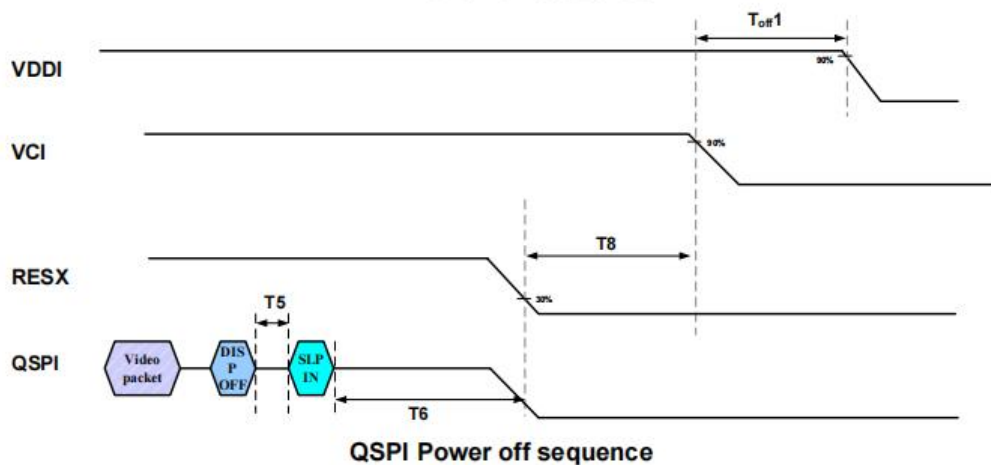 Toff1
VDDI
90%
VCI
90%
T8
RESX
30%
T5
QSPI
Video
packet
DIS
P
OFF
SLP
IN
T6
QSPI Power off sequence